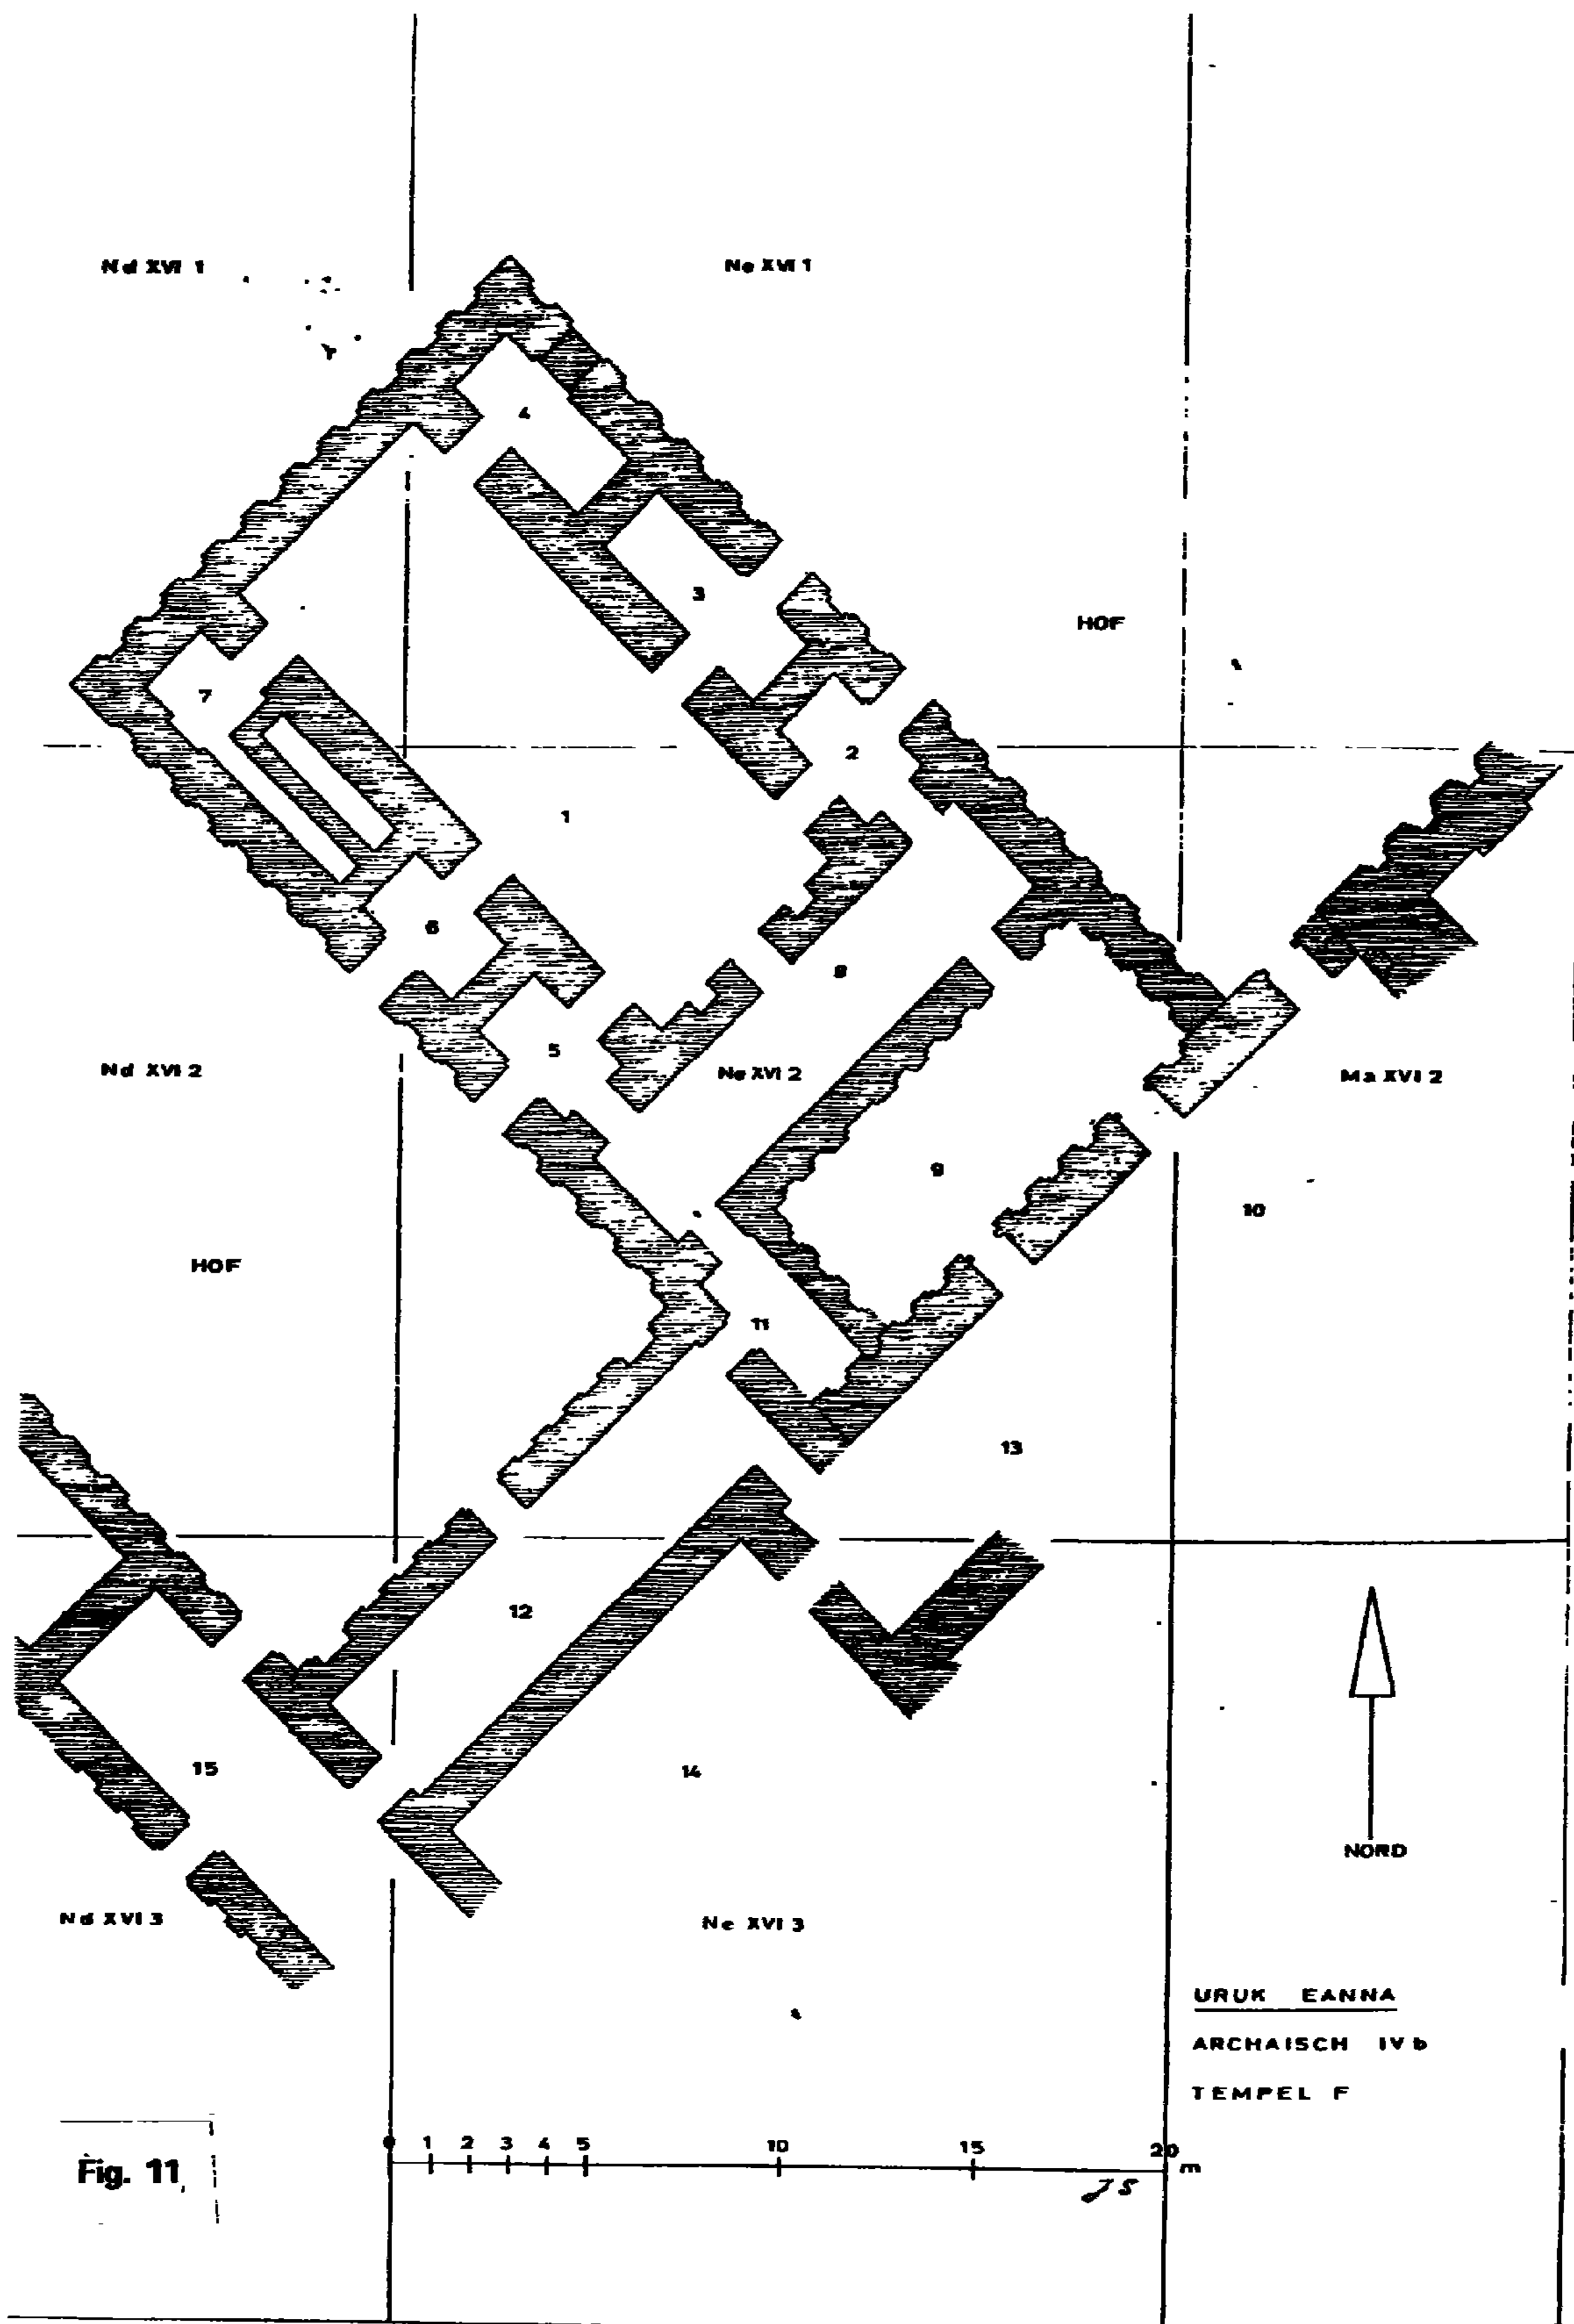 Nd XVI 1
Ne XVI 1
4
3
HOF
7
2
1
6
8
5
Nd XVI 2
Ne XVI 2
Ma XVI 2
9
10
HOF
11
13
12
15
14
NORD
Nd XVI 3
Ne XVI 3
URUK EANNA
ARCHAISCH IV b
TEMPEL F
0 1 2 3 4 5 10 15 20 m
JS
Fig. 11